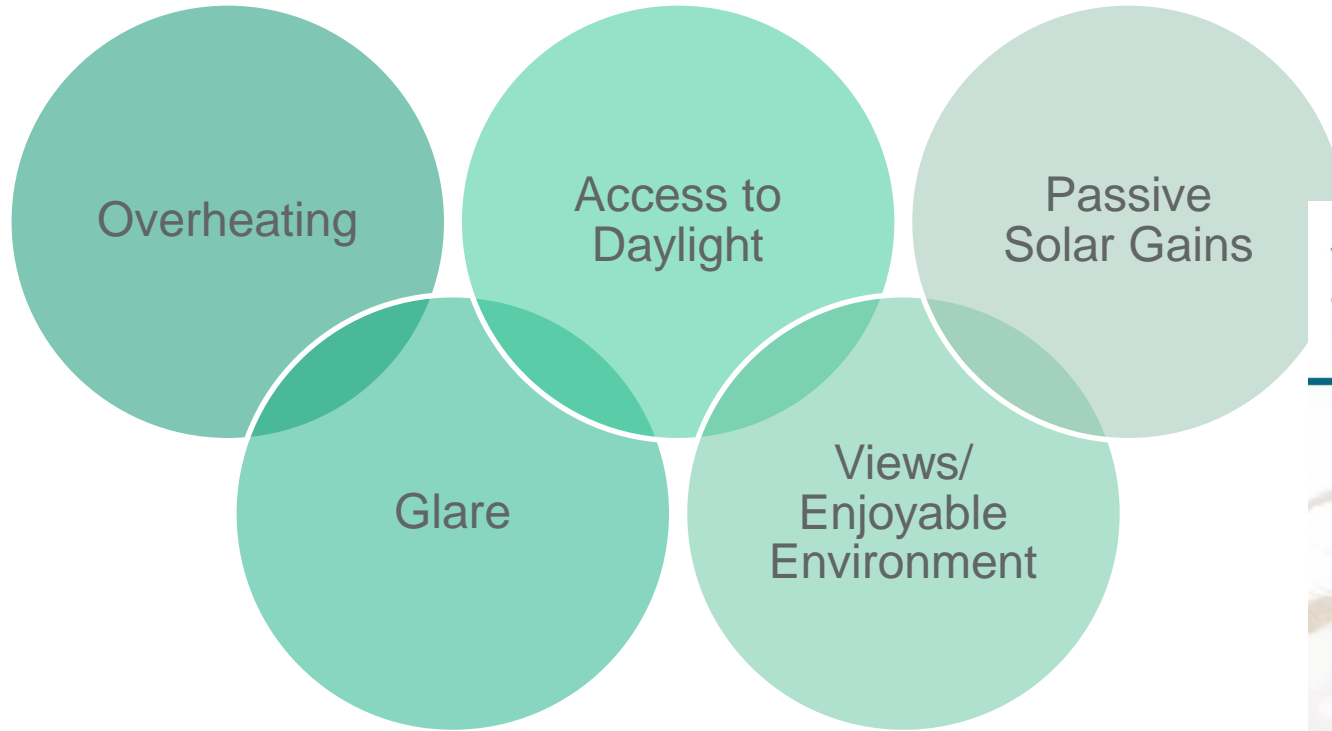 Overheating
Access to
Daylight
Passive
Solar Gains
Glare
Views/
Enjoyable
Environment